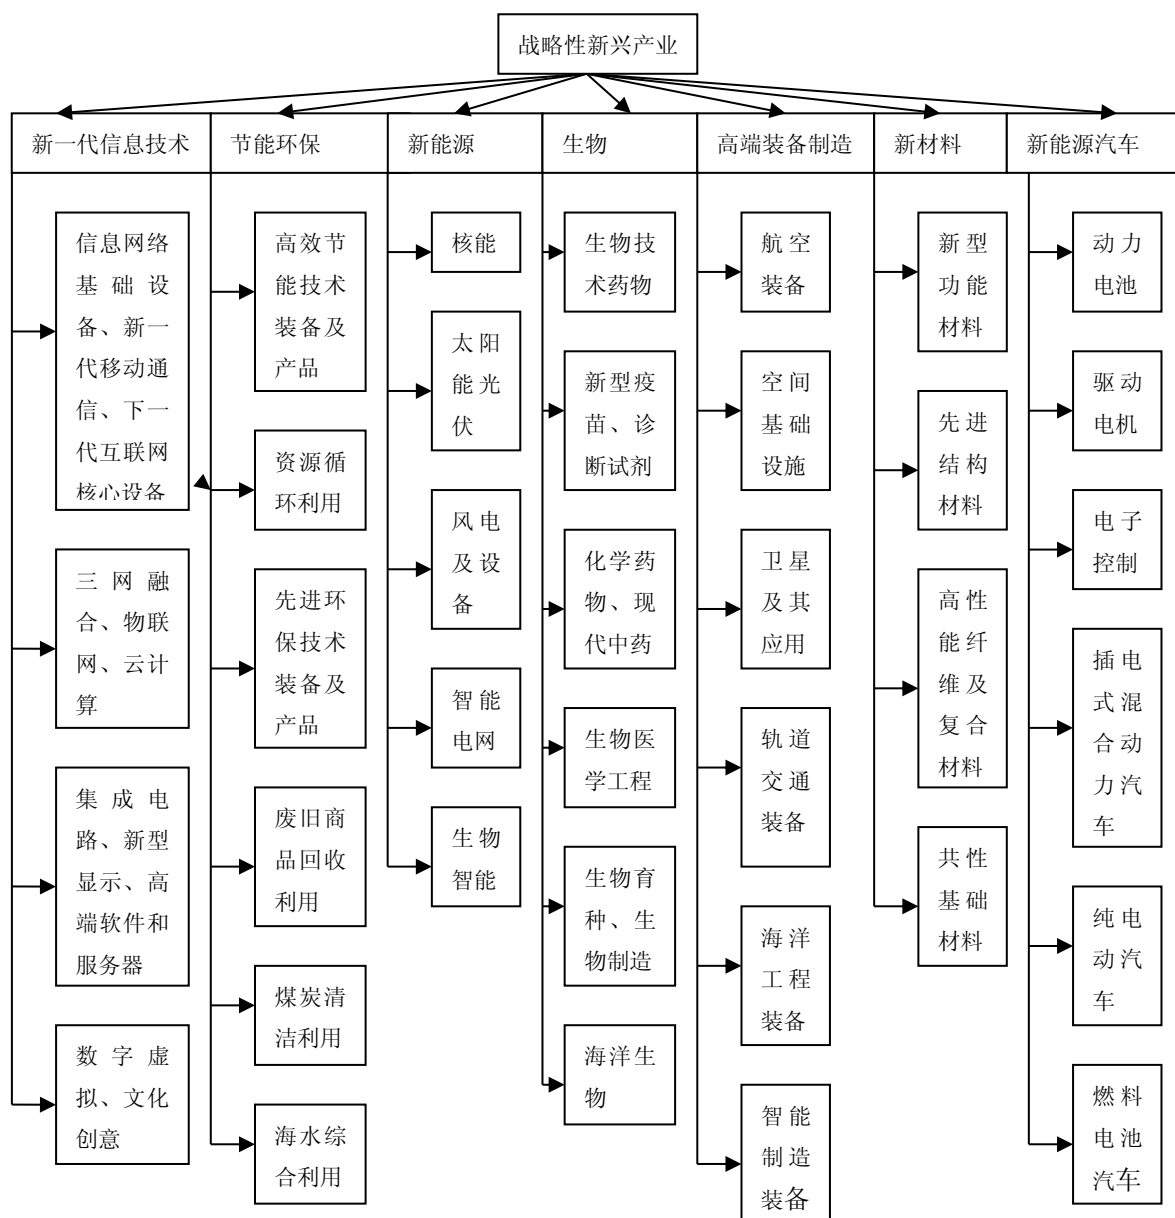 战略性新兴产业
新一代信息技术
节能环保
新能源
生物
高端装备制造
新材料
新能源汽车
信息网络
基础设
备、新一
代移动通
信、下一
代互联网
核心设备
三网融
合、物联
网、云计
算
集成电
路、新型
显示、高
端软件和
服务器
数字虚
拟、文化
创意
高效节
能技术
装备及
产品
资源循
环利用
先进环
保技术
装备及
产品
废旧商
品回收
利用
煤炭清
洁利用
海水综
合利用
核能
太阳
能光
伏
风电
及设
备
智能
电网
生物
智能
生物技
术药物
新型疫
苗、诊
断试剂
化学药
物、现
代中药
生物医
学工程
生物育
种、生
物制造
海洋生
物
航空
装备
空间
基础
设施
卫星
及其
应用
轨道
交通
装备
海洋
工程
装备
智能
制造
装备
新型
功能
材料
先进
结构
材料
高性
能纤
维及
复合
材料
共性
基础
材料
动力
电池
驱动
电机
电子
控制
插电
式混
合动
力汽
车
纯电
动汽
车
燃料
电池
汽车